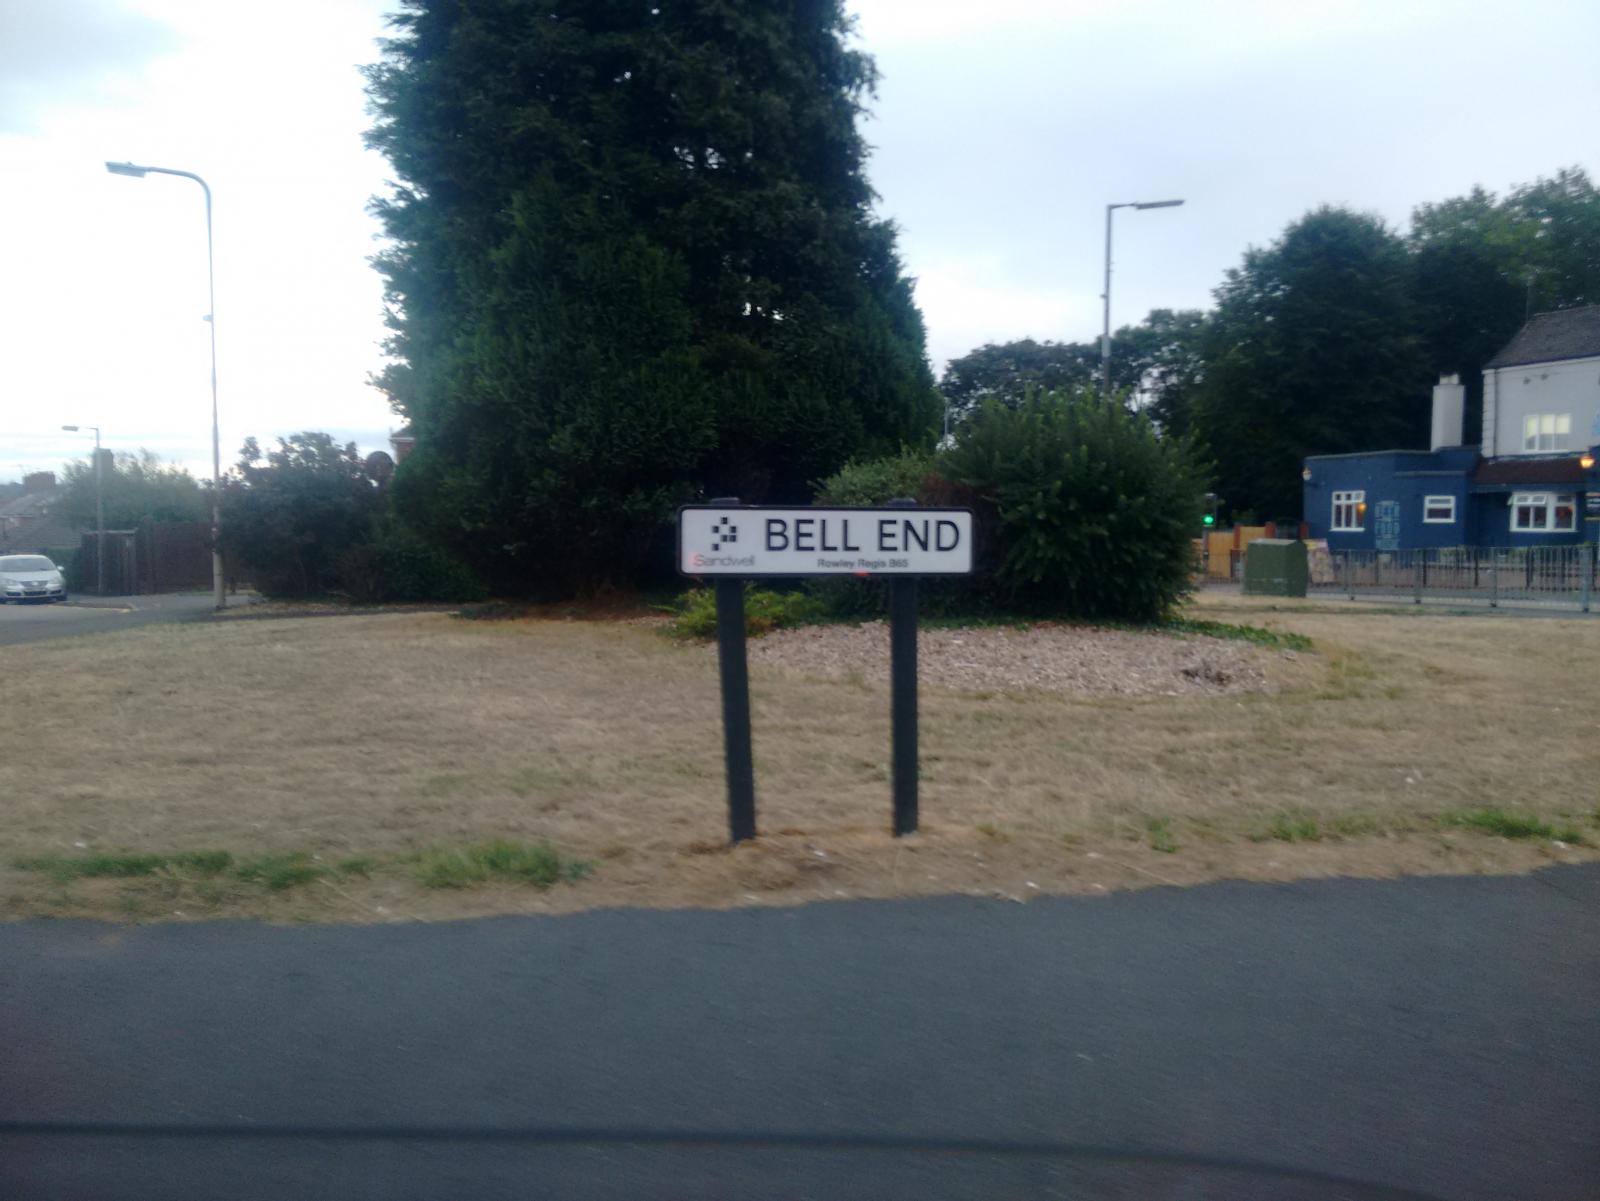 BELL END
Sandwell
Rowley Regis B65